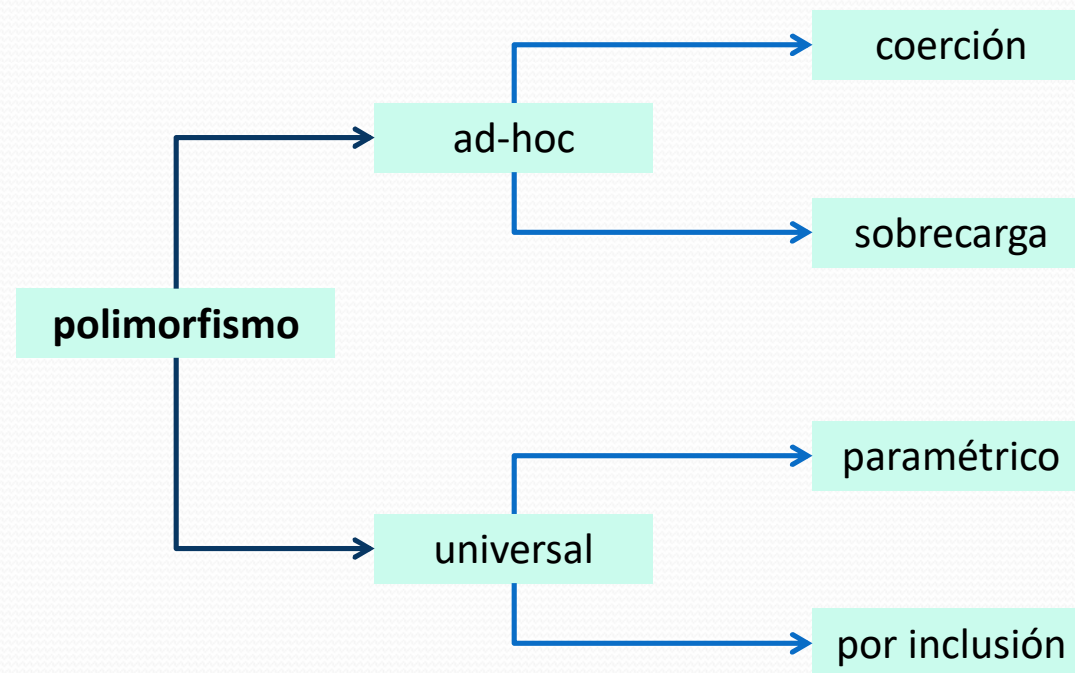 coerción
ad-hoc
sobrecarga
polimorfismo
paramétrico
universal
por inclusión